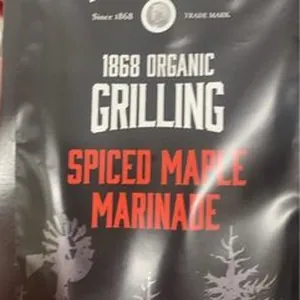 Since 1868 TRADE MARK.
1868 ORGANIC
GRILLING
SPICED MAPLE
MARINADE